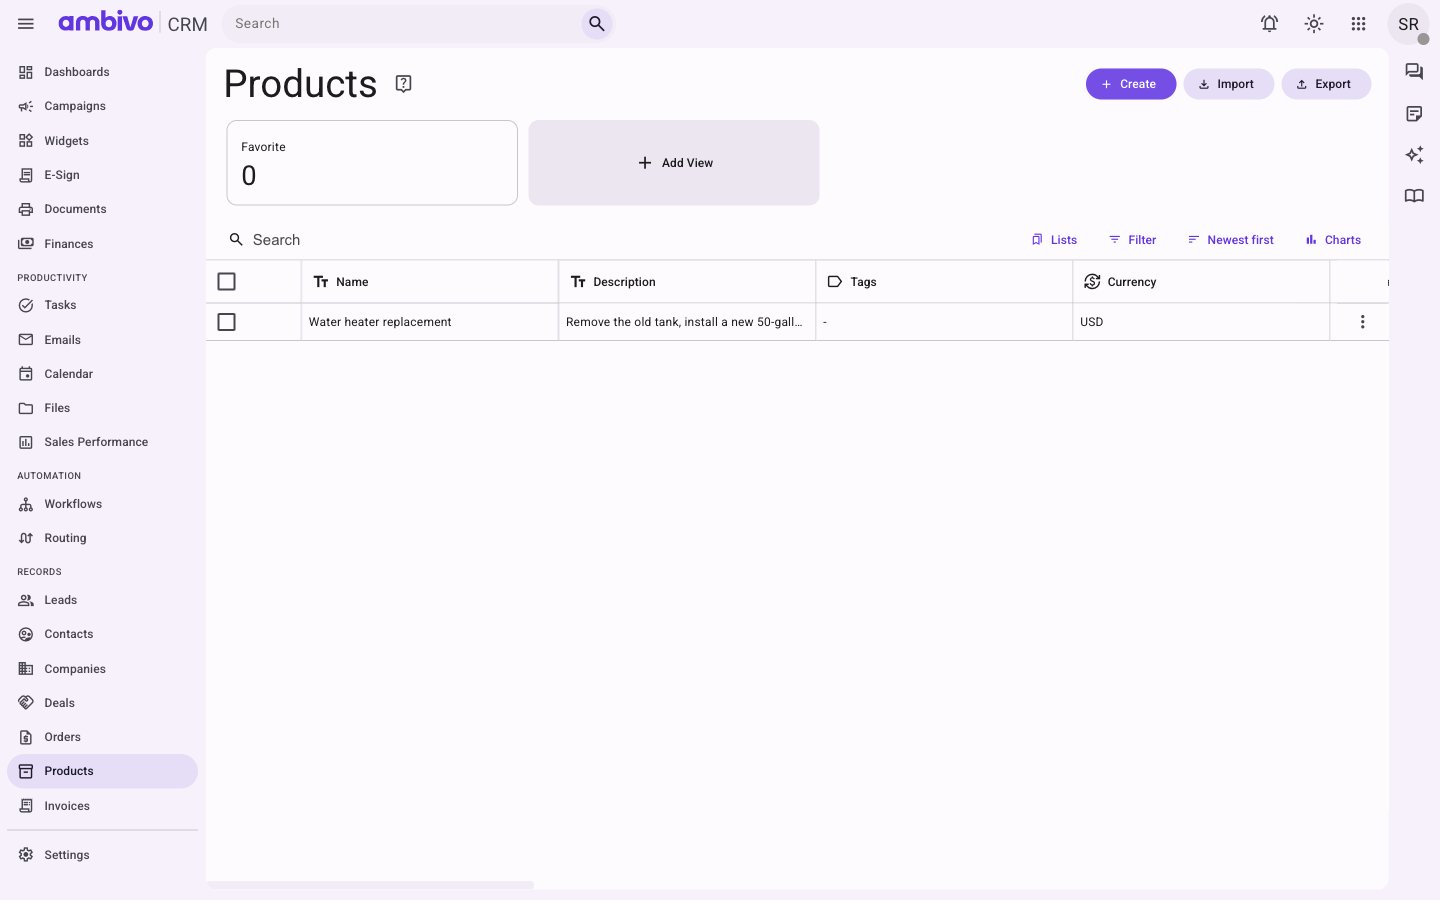 ambivo CRM
Search
SR
Dashboards
Campaigns
Widgets
E-Sign
Documents
Finances
PRODUCTIVITY
Tasks
Emails
Calendar
Files
Sales Performance
AUTOMATION
Workflows
Routing
RECORDS
Leads
Contacts
Companies
Deals
Orders
Products
Invoices
Settings
Products
Create
Import
Export
Favorite
0
Add View
Search
Lists
Filter
Newest first
Charts
Name
Description
Tags
Currency
Water heater replacement
Remove the old tank, install a new 50-gall...
-
USD